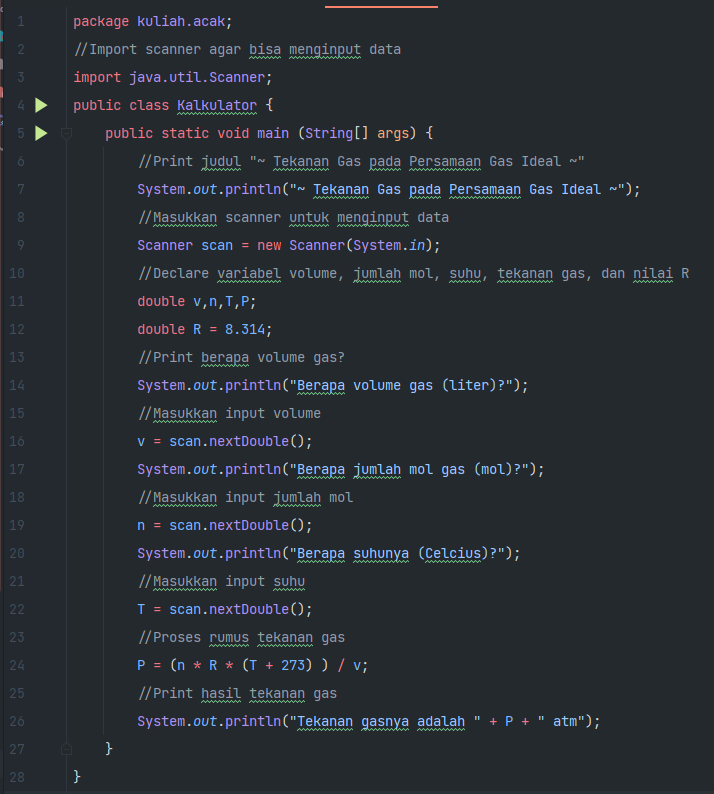 1 package kuliah.acak;
2 //Import scanner agar bisa menginput data
3 import java.util.Scanner;
4 public class Kalkulator {
5 public static void main (String[] args) {
6 //Print judul "~ Tekanan Gas pada Persamaan Gas Ideal ~"
7 System.out.println("~ Tekanan Gas pada Persamaan Gas Ideal ~");
8 //Masukkan scanner untuk menginput data
9 Scanner scan = new Scanner(System.in);
10 //Declare variabel volume, jumlah mol, suhu, tekanan gas, dan nilai R
11 double v,n,T,P;
12 double R = 8.314;
13 //Print berapa volume gas?
14 System.out.println("Berapa volume gas (liter)?");
15 //Masukkan input volume
16 v = scan.nextDouble();
17 System.out.println("Berapa jumlah mol gas (mol)?");
18 //Masukkan input jumlah mol
19 n = scan.nextDouble();
20 System.out.println("Berapa suhunya (Celcius)?");
21 //Masukkan input suhu
22 T = scan.nextDouble();
23 //Proses rumus tekanan gas
24 P = (n * R * (T + 273) ) / v;
25 //Print hasil tekanan gas
26 System.out.println("Tekanan gasnya adalah " + P + " atm");
27 }
28 }